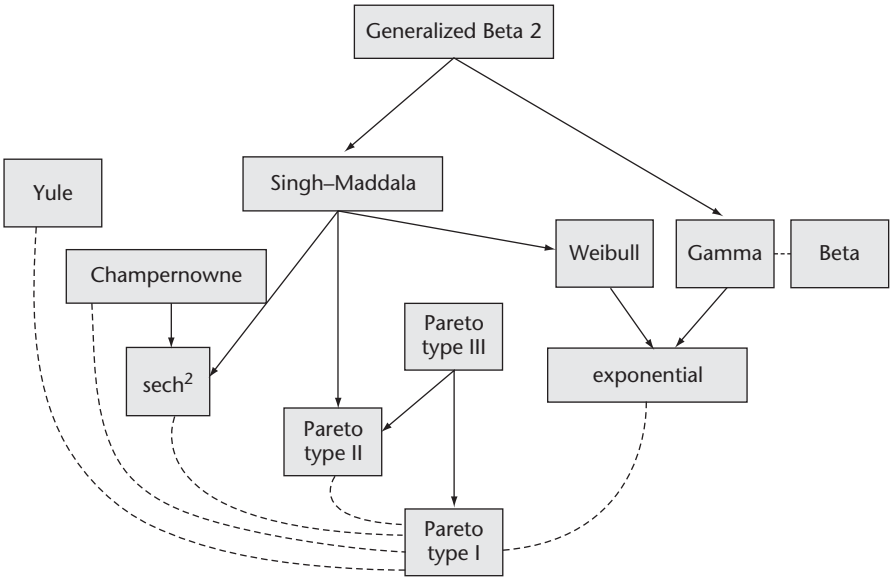 Generalized Beta 2
Singh–Maddala
Yule
Weibull
Gamma
Beta
Champernowne
Pareto
type III
sech²
exponential
Pareto
type II
Pareto
type I